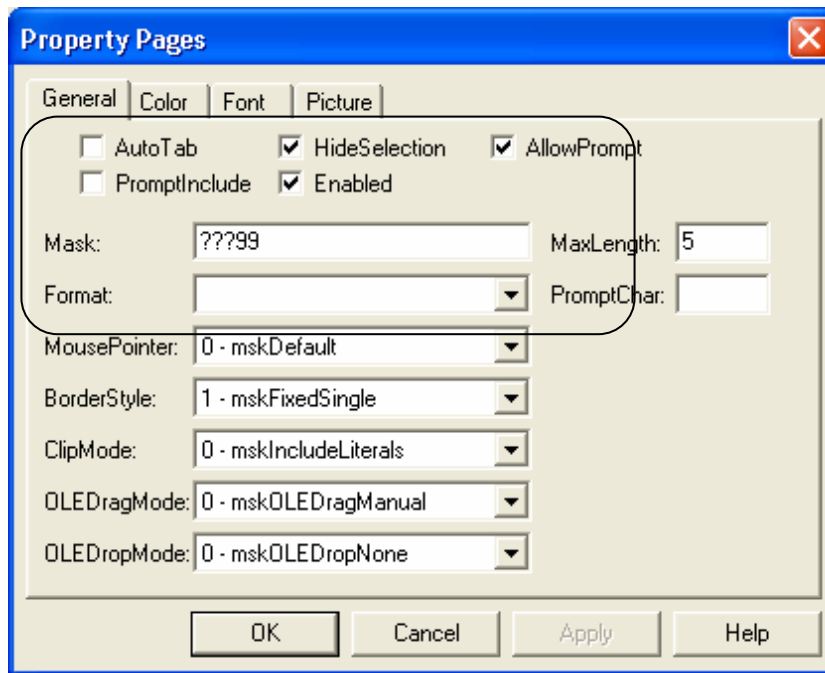 Property Pages
General Color Font Picture
AutoTab HideSelection AllowPrompt
PromptInclude Enabled
Mask: ???99 MaxLength: 5
Format: PromptChar:
MousePointer: 0 - mskDefault
BorderStyle: 1 - mskFixedSingle
ClipMode: 0 - mskIncludeLiterals
OLEDragMode: 0 - mskOLEDragManual
OLEDropMode: 0 - mskOLEDropNone
OK Cancel Apply Help